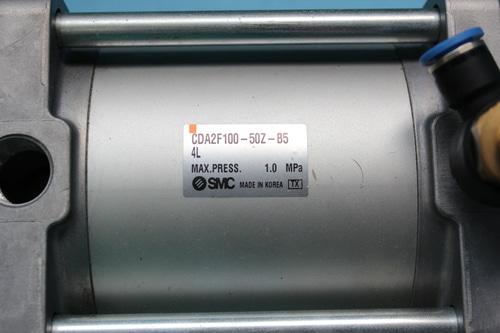 CDA2F100-50Z-B5
4L
MAX.PRESS. 1.0 MPa
SMC MADE IN KOREA TX